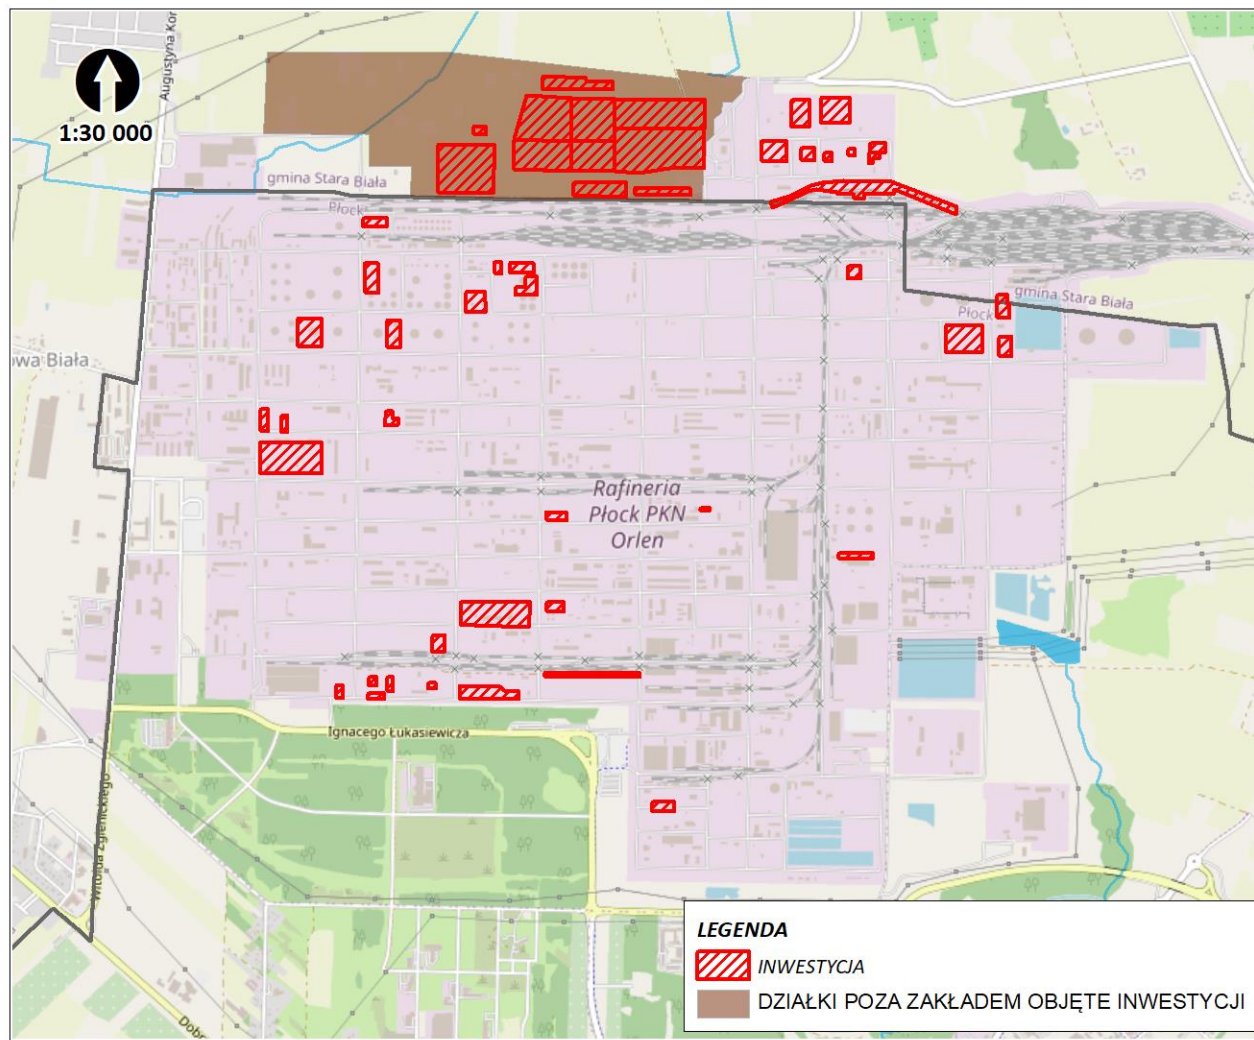 Augustyna Kor
1:30 000
gmina Stara Biała
Płock
gmina Stara Biała
Płock
owa Biała
Rafineria
Płock PKN
Orlen
Ignacego Łukasiewicza
Witolda Zglenickiego
Dobr
LEGENDA
INWESTYCJA
DZIAŁKI POZA ZAKŁADEM OBJĘTE INWESTYCJI